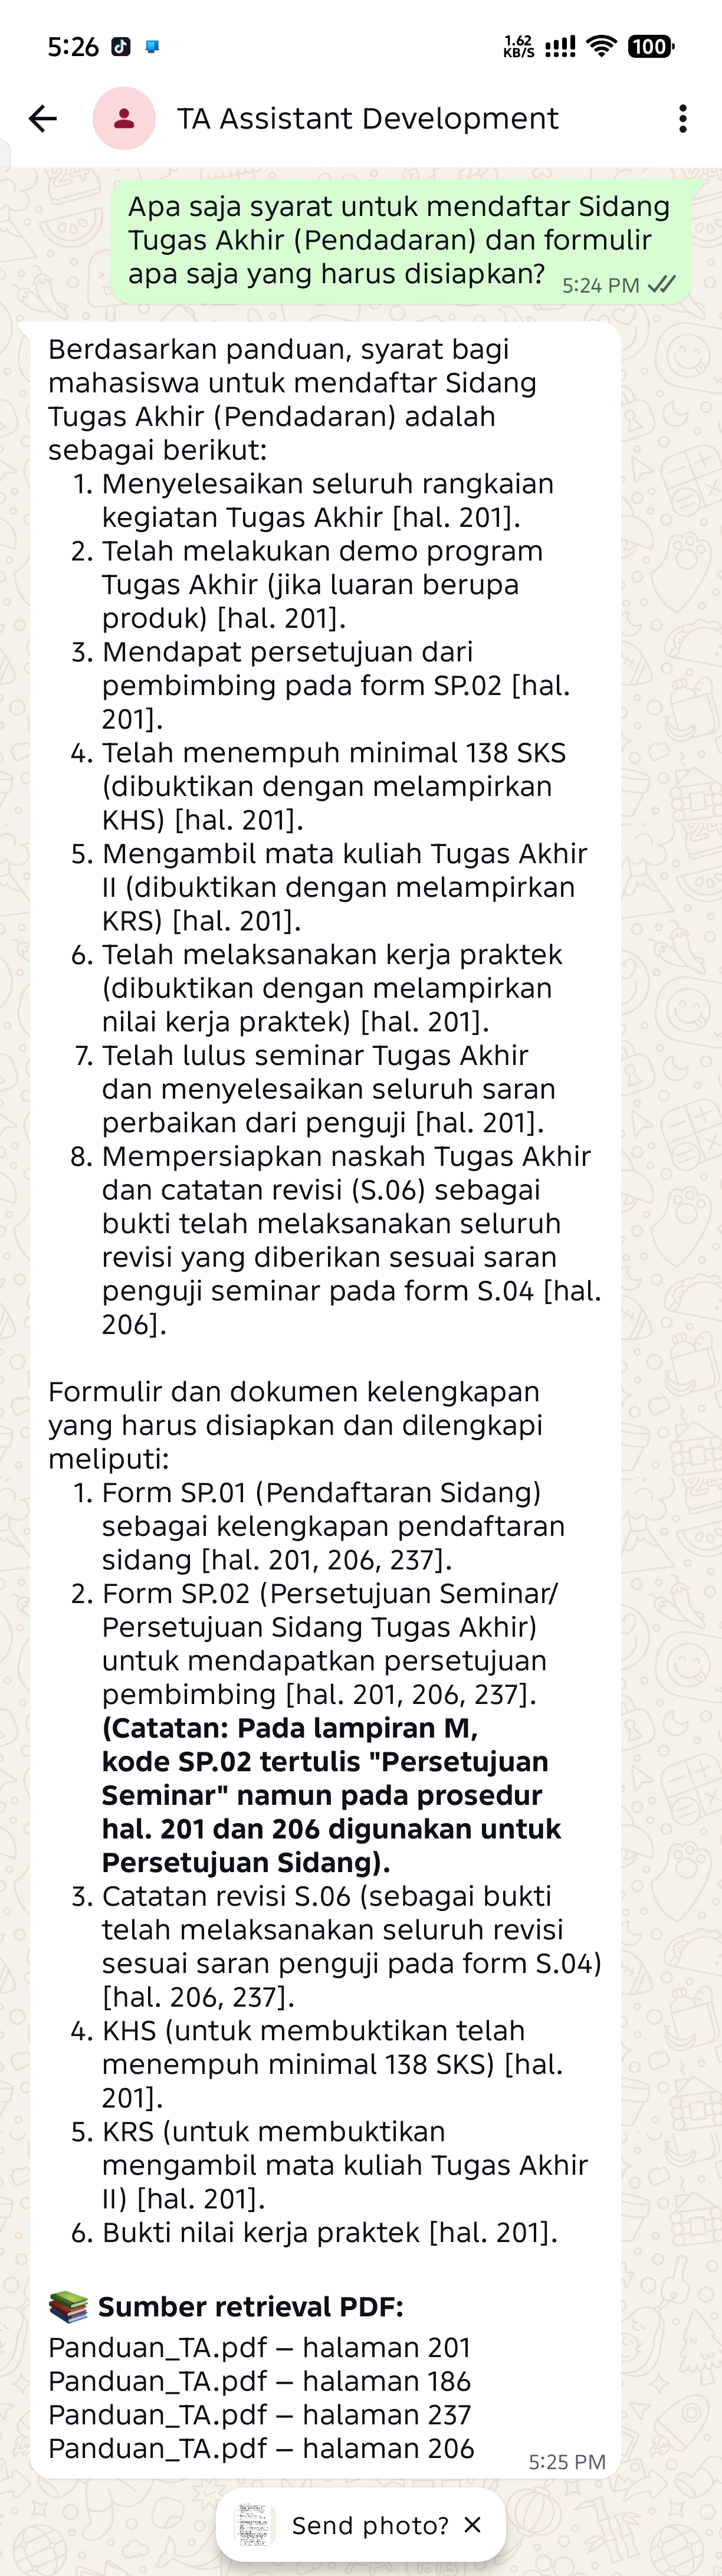 5:26
1.62
KB/S
100
TA Assistant Development
Apa saja syarat untuk mendaftar Sidang
Tugas Akhir (Pendadaran) dan formulir
apa saja yang harus disiapkan?
5:24 PM
Berdasarkan panduan, syarat bagi
mahasiswa untuk mendaftar Sidang
Tugas Akhir (Pendadaran) adalah
sebagai berikut:
1. Menyelesaikan seluruh rangkaian
kegiatan Tugas Akhir [hal. 201].
2. Telah melakukan demo program
Tugas Akhir (jika luaran berupa
produk) [hal. 201].
3. Mendapat persetujuan dari
pembimbing pada form SP.02 [hal.
201].
4. Telah menempuh minimal 138 SKS
(dibuktikan dengan melampirkan
KHS) [hal. 201].
5. Mengambil mata kuliah Tugas Akhir
II (dibuktikan dengan melampirkan
KRS) [hal. 201].
6. Telah melaksanakan kerja praktek
(dibuktikan dengan melampirkan
nilai kerja praktek) [hal. 201].
7. Telah lulus seminar Tugas Akhir
dan menyelesaikan seluruh saran
perbaikan dari penguji [hal. 201].
8. Mempersiapkan naskah Tugas Akhir
dan catatan revisi (S.06) sebagai
bukti telah melaksanakan seluruh
revisi yang diberikan sesuai saran
penguji seminar pada form S.04 [hal.
206].
Formulir dan dokumen kelengkapan
yang harus disiapkan dan dilengkapi
meliputi:
1. Form SP.01 (Pendaftaran Sidang)
sebagai kelengkapan pendaftaran
sidang [hal. 201, 206, 237].
2. Form SP.02 (Persetujuan Seminar/
Persetujuan Sidang Tugas Akhir)
untuk mendapatkan persetujuan
pembimbing [hal. 201, 206, 237].
(Catatan: Pada lampiran M,
kode SP.02 tertulis "Persetujuan
Seminar" namun pada prosedur
hal. 201 dan 206 digunakan untuk
Persetujuan Sidang).
3. Catatan revisi S.06 (sebagai bukti
telah melaksanakan seluruh revisi
sesuai saran penguji pada form S.04)
[hal. 206, 237].
4. KHS (untuk membuktikan telah
menempuh minimal 138 SKS) [hal.
201].
5. KRS (untuk membuktikan
mengambil mata kuliah Tugas Akhir
II) [hal. 201].
6. Bukti nilai kerja praktek [hal. 201].
Sumber retrieval PDF:
Panduan_TA.pdf – halaman 201
Panduan_TA.pdf – halaman 186
Panduan_TA.pdf – halaman 237
Panduan_TA.pdf – halaman 206
5:25 PM
Send photo?